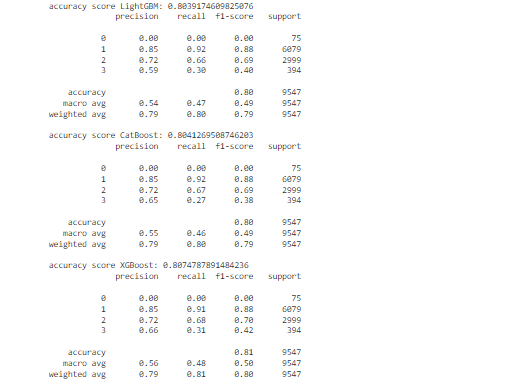 accuracy score LightGBM: 0.8039174609825076
precision recall f1-score support
0 0.00 0.00 0.00 75
1 0.85 0.92 0.88 6079
2 0.72 0.66 0.69 2999
3 0.59 0.30 0.40 394
accuracy 0.80 9547
macro avg 0.54 0.47 0.49 9547
weighted avg 0.79 0.80 0.79 9547
accuracy score CatBoost: 0.8041269508746203
precision recall f1-score support
0 0.00 0.00 0.00 75
1 0.85 0.92 0.88 6079
2 0.72 0.67 0.69 2999
3 0.65 0.27 0.38 394
accuracy 0.80 9547
macro avg 0.55 0.46 0.49 9547
weighted avg 0.79 0.80 0.79 9547
accuracy score XGBoost: 0.8074787891484236
precision recall f1-score support
0 0.00 0.00 0.00 75
1 0.85 0.91 0.88 6079
2 0.72 0.68 0.70 2999
3 0.66 0.31 0.42 394
accuracy 0.81 9547
macro avg 0.56 0.48 0.50 9547
weighted avg 0.79 0.81 0.80 9547